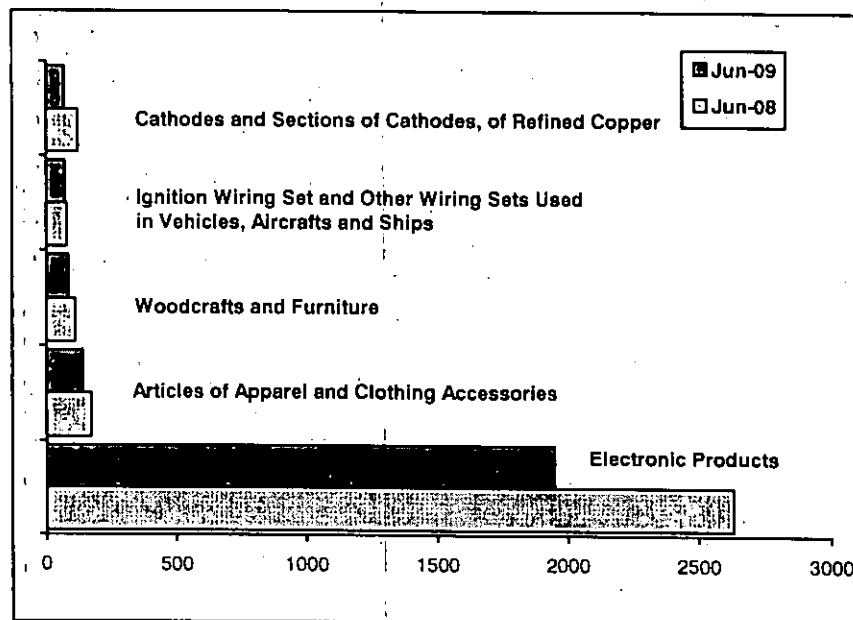 Jun-09
Jun-08
Cathodes and Sections of Cathodes, of Refined Copper
Ignition Wiring Set and Other Wiring Sets Used
in Vehicles, Aircrafts and Ships
Woodcrafts and Furniture
Articles of Apparel and Clothing Accessories
Electronic Products
0 500 1000 1500 2000 2500 3000